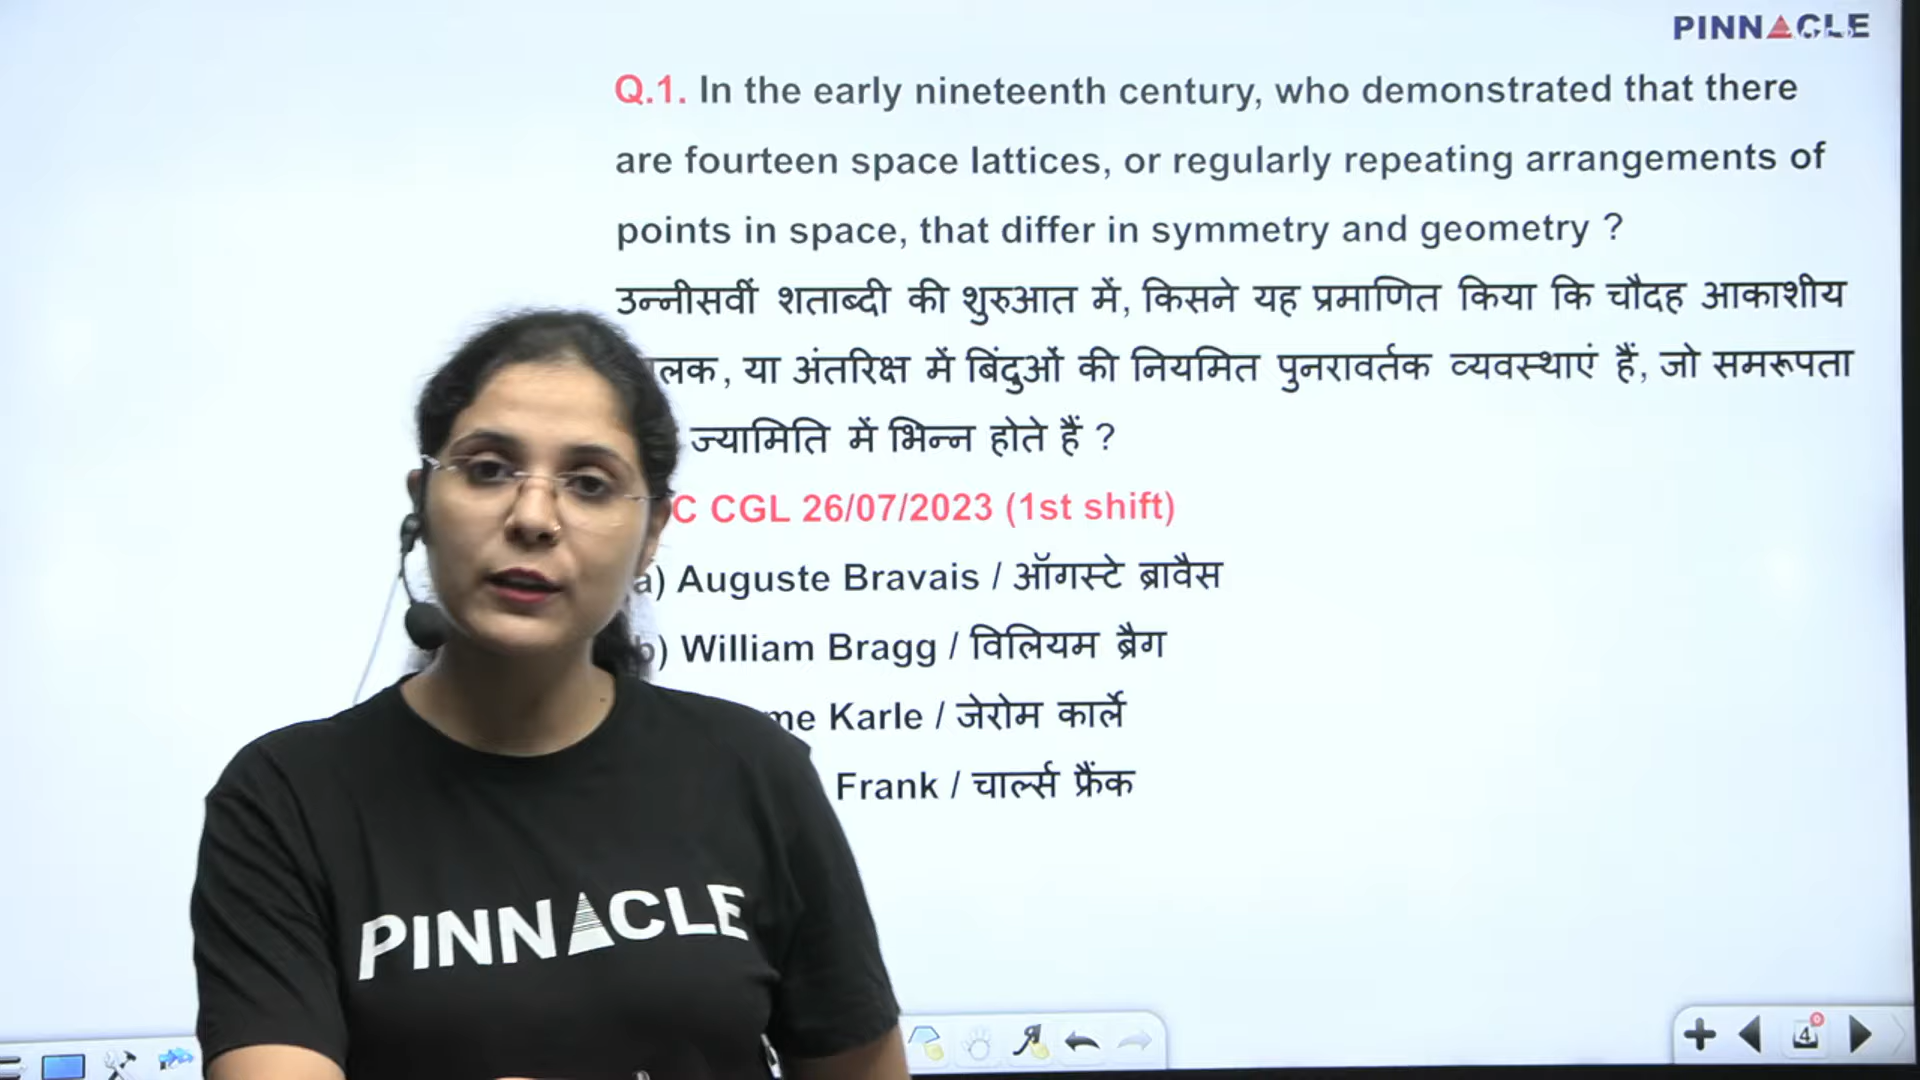 PINNACLE
Q.1. In the early nineteenth century, who demonstrated that there
are fourteen space lattices, or regularly repeating arrangements of
points in space, that differ in symmetry and geometry ?
उन्नीसवीं शताब्दी की शुरुआत में, किसने यह प्रमाणित किया कि चौदह आकाशीय
लक, या अंतरिक्ष में बिंदुओं की नियमित पुनरावर्तक व्यवस्थाएं हैं, जो समरूपता
ज्यामिति में भिन्न होते हैं ?
C CGL 26/07/2023 (1st shift)
a) Auguste Bravais / ऑगस्टे ब्रावैस
b) William Bragg / विलियम ब्रैग
me Karle / जेरोम कार्ले
Frank / चार्ल्स फ्रैंक
PINNACLE
4